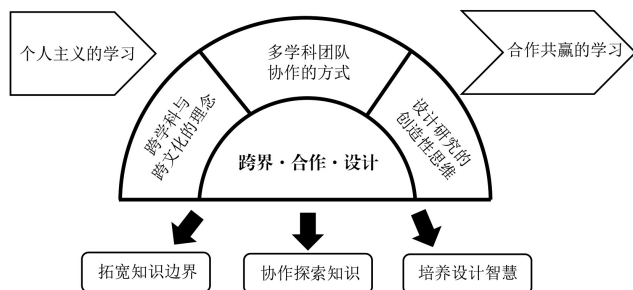 个人主义的学习
多学科团队
协作的方式
合作共赢的学习
跨学科与
跨文化的理念
设计研究的
创造性思维
跨界·合作·设计
拓宽知识边界
协作探索知识
培养设计智慧